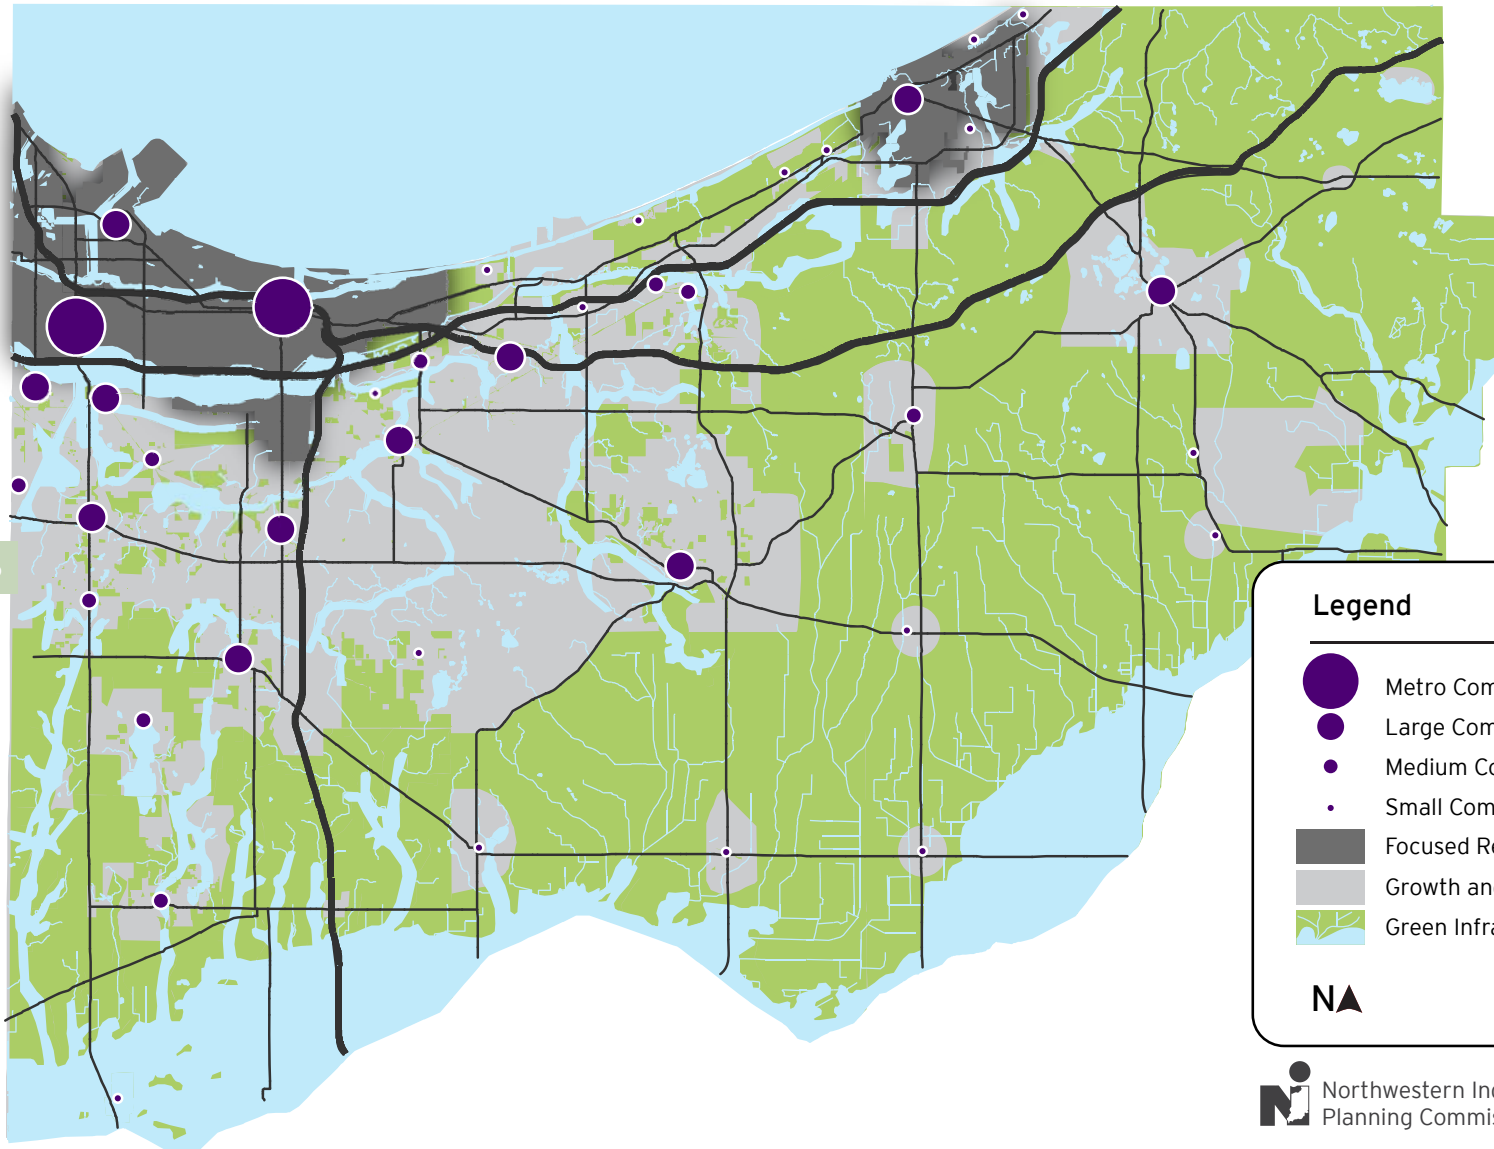 Legend
Metro Com
Large Com
Medium Co
Small Com
Focused Re
Growth an
Green Infra
N
Northwestern Ind
Planning Commis